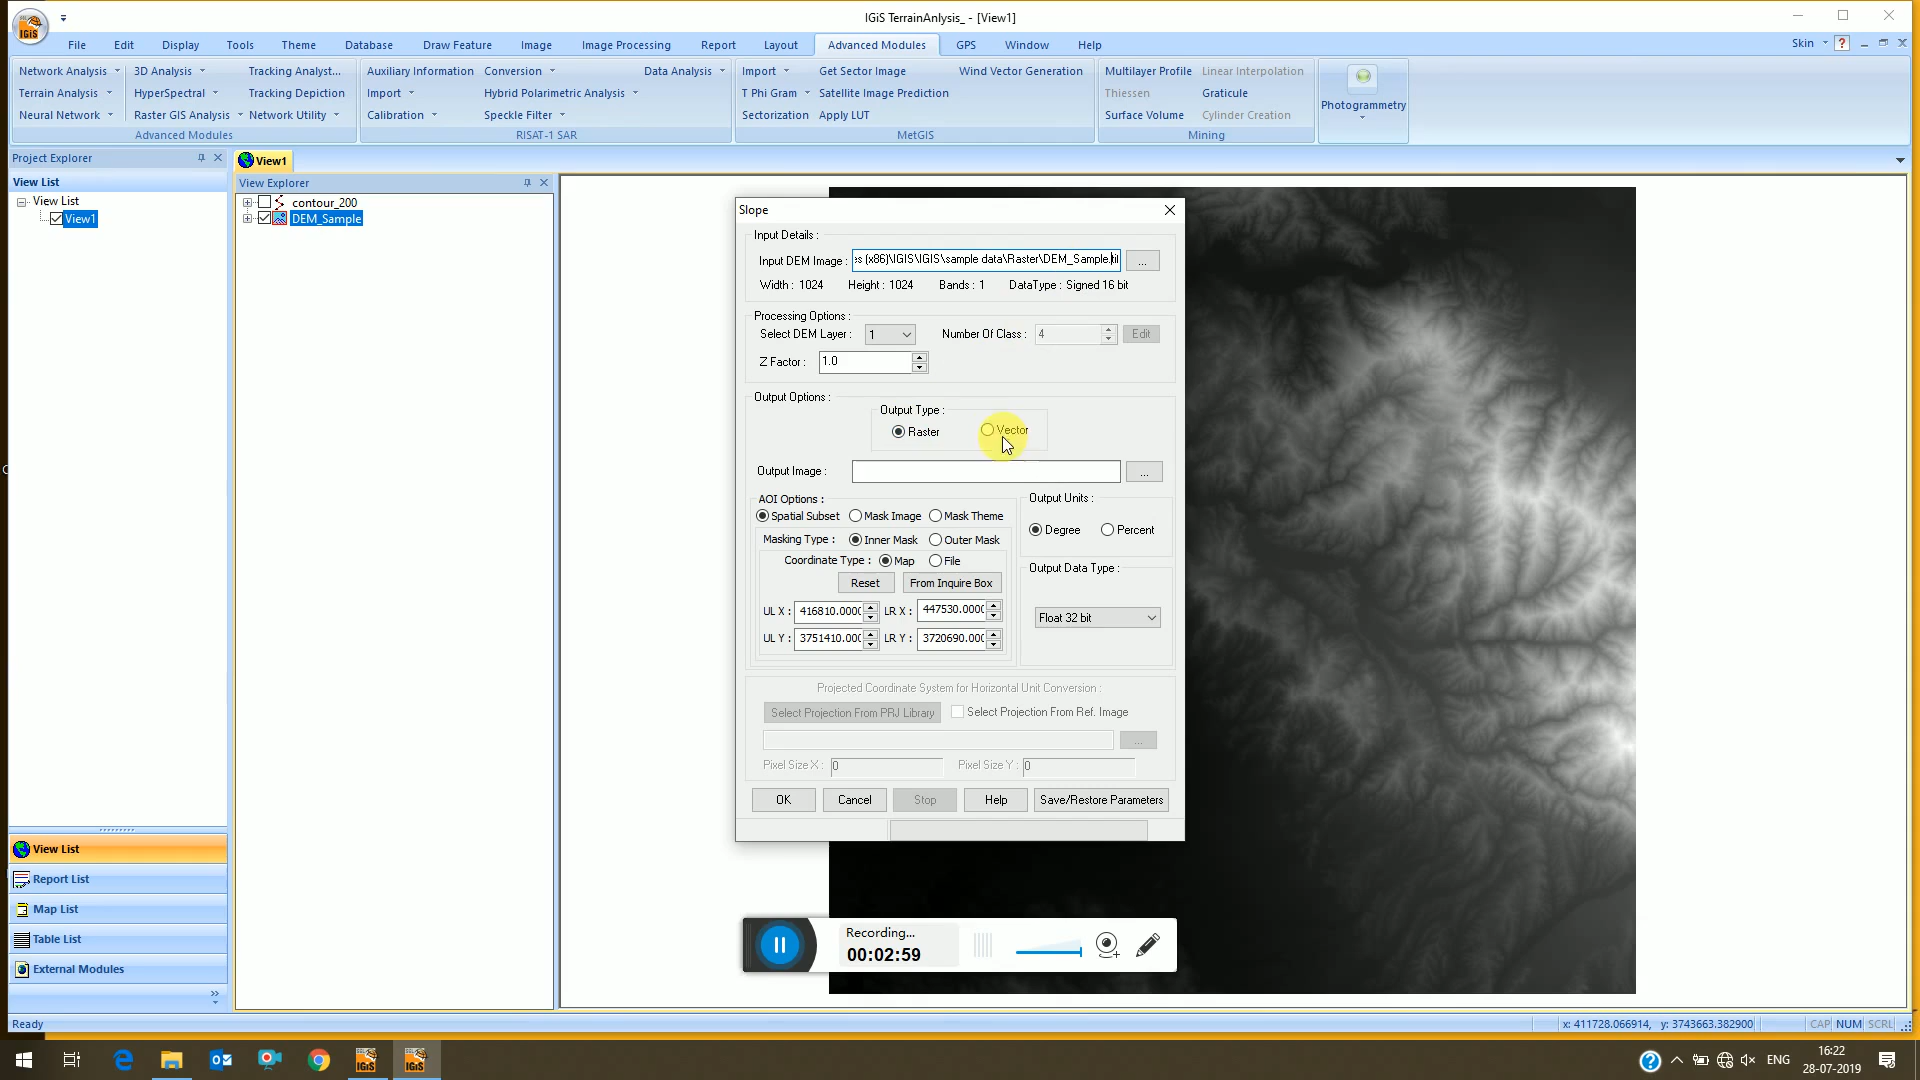 IGiS TerrainAnlysis_ - [View1]
IGiS
File Edit Display Tools Theme Database Draw Feature Image Image Processing Report Layout Advanced Modules GPS Window Help Skin ?
Network Analysis 3D Analysis Tracking Analyst... Auxiliary Information Conversion Data Analysis Import Get Sector Image Wind Vector Generation Multilayer Profile Linear Interpolation
Terrain Analysis HyperSpectral Tracking Depiction Import Hybrid Polarimetric Analysis T Phi Gram Satellite Image Prediction Thiessen Graticule Photogrammetry
Neural Network Raster GIS Analysis Network Utility Calibration Speckle Filter Sectorization Apply LUT Surface Volume Cylinder Creation
Advanced Modules RISAT-1 SAR MetGIS Mining
Project Explorer
View1
View List
View Explorer
View List
View1
contour_200
DEM_Sample
Slope
Input Details :
Input DEM Image : (x86)\IGIS\IGIS\sample data\Raster\DEM_Sample.til ...
Width : 1024 Height : 1024 Bands : 1 DataType : Signed 16 bit
Processing Options :
Select DEM Layer : 1 Number Of Class : 4 Edit
Z Factor : 1.0
Output Options :
Output Type :
Raster Vector
Output Image : ...
AOI Options : Output Units :
Spatial Subset Mask Image Mask Theme
Degree Percent
Masking Type : Inner Mask Outer Mask
Coordinate Type : Map File
Output Data Type :
Reset From Inquire Box
UL X : 416810.000 LR X : 447530.000
Float 32 bit
UL Y : 3751410.000 LR Y : 3720690.000
Projected Coordinate System for Horizontal Unit Conversion :
Select Projection From PRJ Library Select Projection From Ref. Image
...
Pixel Size X : 0 Pixel Size Y : 0
OK Cancel Stop Help Save/Restore Parameters
View List
Report List
Map List
Table List
External Modules
Recording...
00:02:59
Ready x: 411728.066914, y: 3743663.382900 CAP NUM SCRL
ENG 16:22
28-07-2019